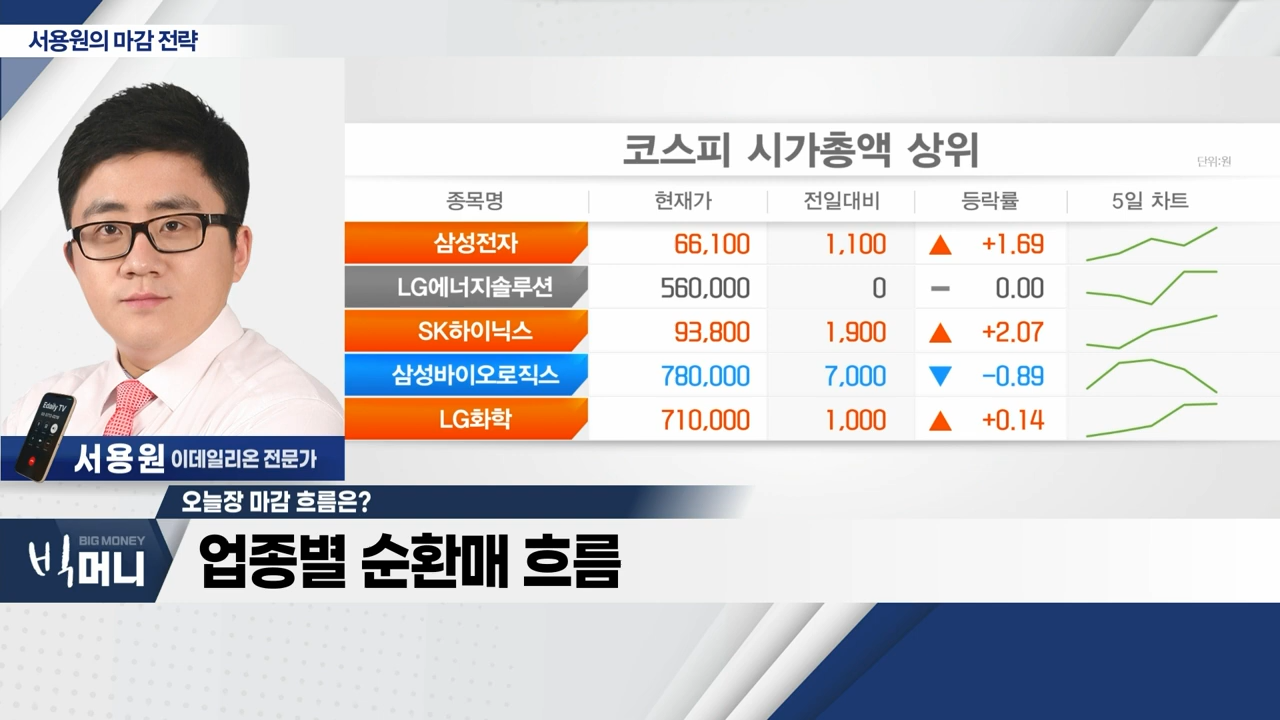 서용원의 마감 전략
코스피 시가총액 상위
단위:원
종목명 현재가 전일대비 등락률 5일 차트
삼성전자 66,100 1,100 ▲ +1.69
LG에너지솔루션 560,000 0 - 0.00
SK하이닉스 93,800 1,900 ▲ +2.07
삼성바이오로직스 780,000 7,000 ▼ -0.89
LG화학 710,000 1,000 ▲ +0.14
Edaily TV
서용원 이데일리온 전문가
오늘장 마감 흐름은?
BIG MONEY
빅머니
업종별 순환매 흐름